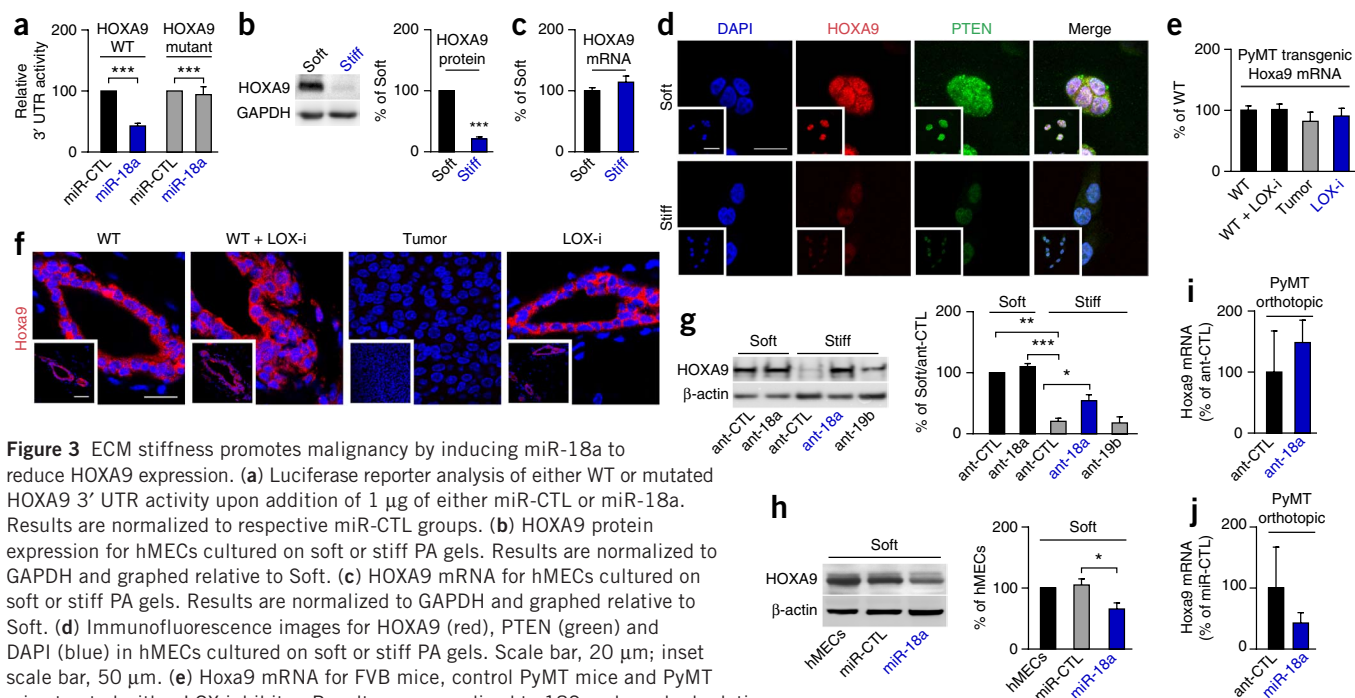 a
HOXA9 HOXA9
WT mutant
*** ***
Relative
3′ UTR activity
200
100
0
miR-CTL
miR-18a
miR-CTL
miR-18a
b
Soft Stiff
HOXA9
GAPDH
HOXA9
protein
% of Soft
200
100
0
***
Soft
Stiff
c
HOXA9
mRNA
% of Soft
200
100
0
Soft
Stiff
d
DAPI HOXA9 PTEN Merge
Soft
Stiff
e
PyMT transgenic
Hoxa9 mRNA
% of WT
200
100
0
WT
WT + LOX-i
Tumor
LOX-i
f
WT WT + LOX-i Tumor LOX-i
Hoxa9
g
Soft Stiff
HOXA9
β-actin
ant-CTL
ant-18a
ant-CTL
ant-18a
ant-19b
% of Soft/ant-CTL
200
100
0
Soft Stiff
**
***
*
ant-CTL
ant-18a
ant-CTL
ant-18a
ant-19b
h
Soft
HOXA9
β-actin
hMECs
miR-CTL
miR-18a
% of hMECs
200
100
0
Soft
*
hMECs
miR-CTL
miR-18a
i
PyMT
orthotopic
Hoxa9 mRNA
(% of ant-CTL)
200
100
0
ant-CTL
ant-18a
j
PyMT
orthotopic
Hoxa9 mRNA
(% of miR-CTL)
200
100
0
ant-CTL
miR-18a
Figure 3 ECM stiffness promotes malignancy by inducing miR-18a to
reduce HOXA9 expression. (a) Luciferase reporter analysis of either WT or mutated
HOXA9 3′ UTR activity upon addition of 1 μg of either miR-CTL or miR-18a.
Results are normalized to respective miR-CTL groups. (b) HOXA9 protein
expression for hMECs cultured on soft or stiff PA gels. Results are normalized to
GAPDH and graphed relative to Soft. (c) HOXA9 mRNA for hMECs cultured on
soft or stiff PA gels. Results are normalized to GAPDH and graphed relative to
Soft. (d) Immunofluorescence images for HOXA9 (red), PTEN (green) and
DAPI (blue) in hMECs cultured on soft or stiff PA gels. Scale bar, 20 μm; inset
scale bar, 50 μm. (e) Hoxa9 mRNA for FVB mice, control PyMT mice and PyMT